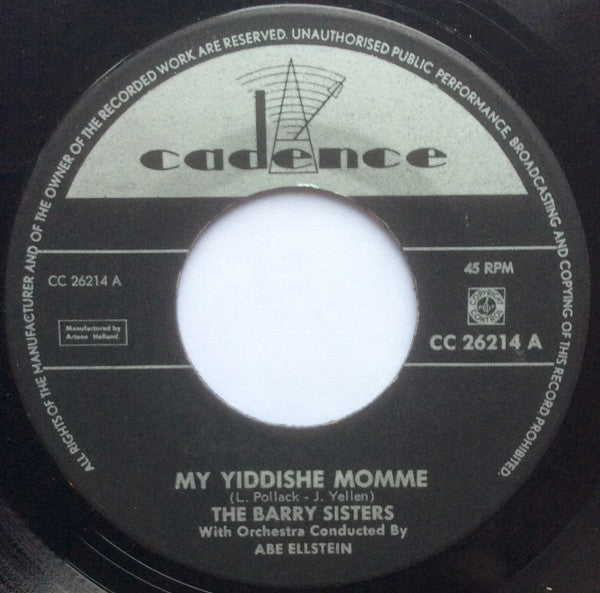 ALL RIGHTS OF THE MANUFACTURER AND OF THE OWNER OF THE RECORDED WORK ARE RESERVED. UNAUTHORISED PUBLIC PERFORMANCE, BROADCASTING AND COPYING OF THIS RECORD PROHIBITED.
cadence
CC 26214 A
45 RPM
Manufactured by
Artone Holland.
COPYRIGHT
CONTROL
CC 26214 A
MY YIDDISHE MOMME
(L. Pollack - J. Yellen)
THE BARRY SISTERS
With Orchestra Conducted By
ABE ELLSTEIN